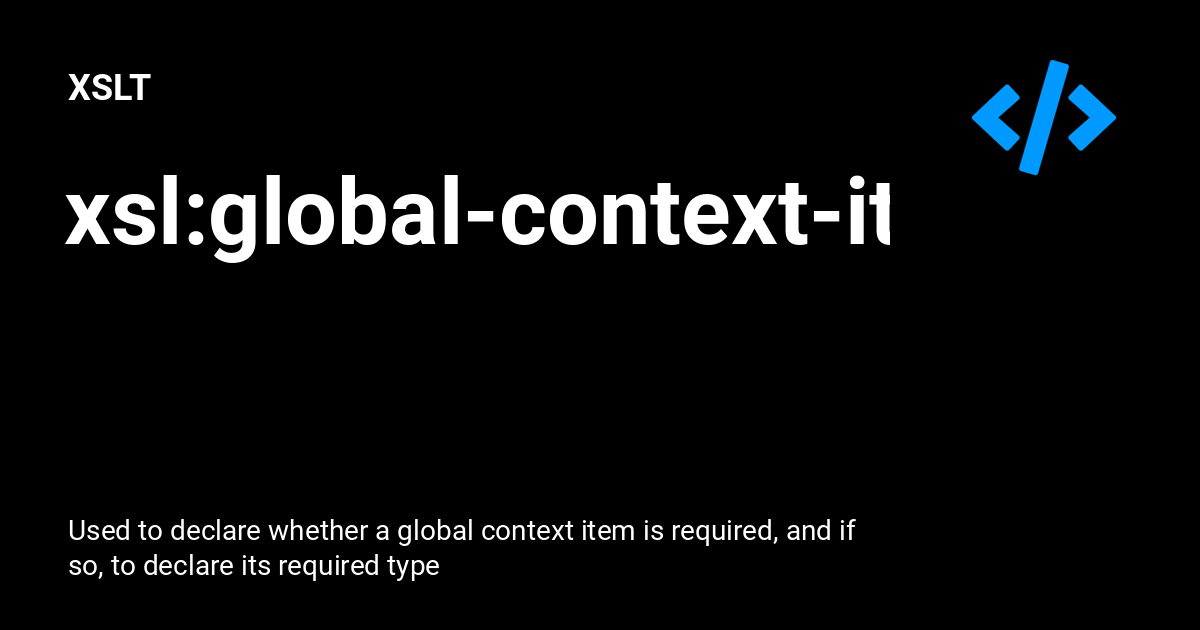 XSLT
xsl:global-context-it
Used to declare whether a global context item is required, and if
so, to declare its required type